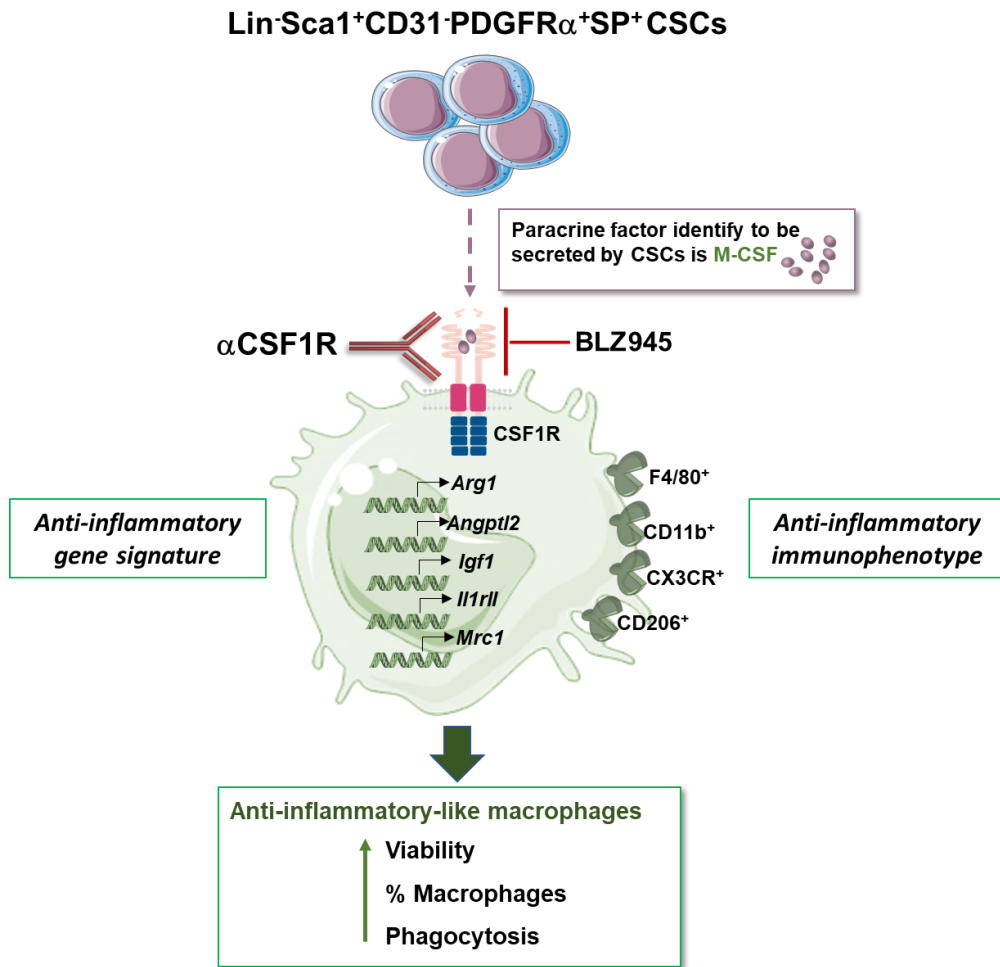 Lin⁻Sca1⁺CD31⁻PDGFRα⁺SP⁺ CSCs
Paracrine factor identify to be
secreted by CSCs is M-CSF
αCSF1R
BLZ945
CSF1R
Arg1
Angptl2
Igf1
Il1rll
Mrc1
F4/80⁺
CD11b⁺
CX3CR⁺
CD206⁺
Anti-inflammatory
gene signature
Anti-inflammatory
immunophenotype
Anti-inflammatory-like macrophages
Viability
% Macrophages
Phagocytosis